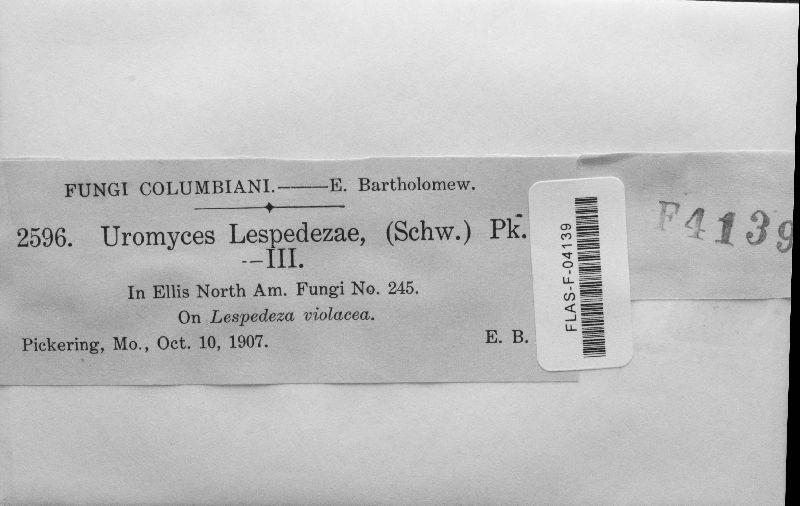 FUNGI COLUMBIANI.——E. Bartholomew.
2596. Uromyces Lespedezae, (Schw.) Pk.
—III.
In Ellis North Am. Fungi No. 245.
On Lespedeza violacea.
Pickering, Mo., Oct. 10, 1907. E. B.
FLAS-F-04139
F4139